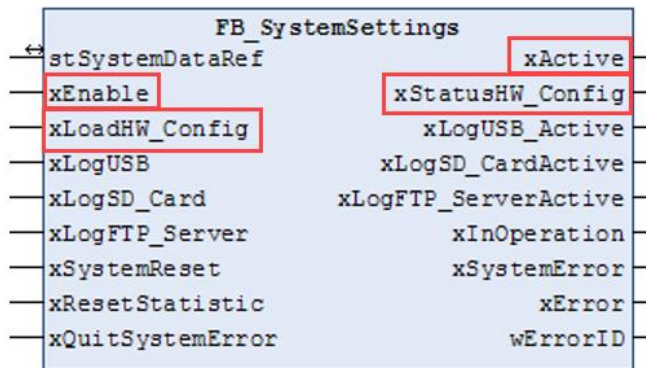 FB_SystemSettings
stSystemDataRef xActive
xEnable xStatusHW_Config
xLoadHW_Config xLogUSB_Active
xLogUSB xLogSD_CardActive
xLogSD_Card xLogFTP_ServerActive
xLogFTP_Server xInOperation
xSystemReset xSystemError
xResetStatistic xError
xQuitSystemError wErrorID